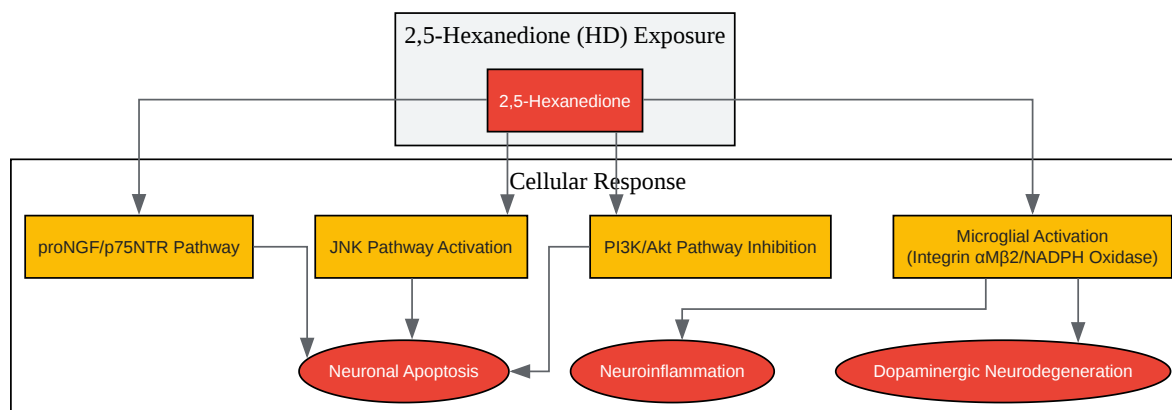 2,5-Hexanedione (HD) Exposure
2,5-Hexanedione
Cellular Response
proNGF/p75NTR Pathway
JNK Pathway Activation
PI3K/Akt Pathway Inhibition
Microglial Activation
(Integrin αMβ2/NADPH Oxidase)
Neuronal Apoptosis
Neuroinflammation
Dopaminergic Neurodegeneration